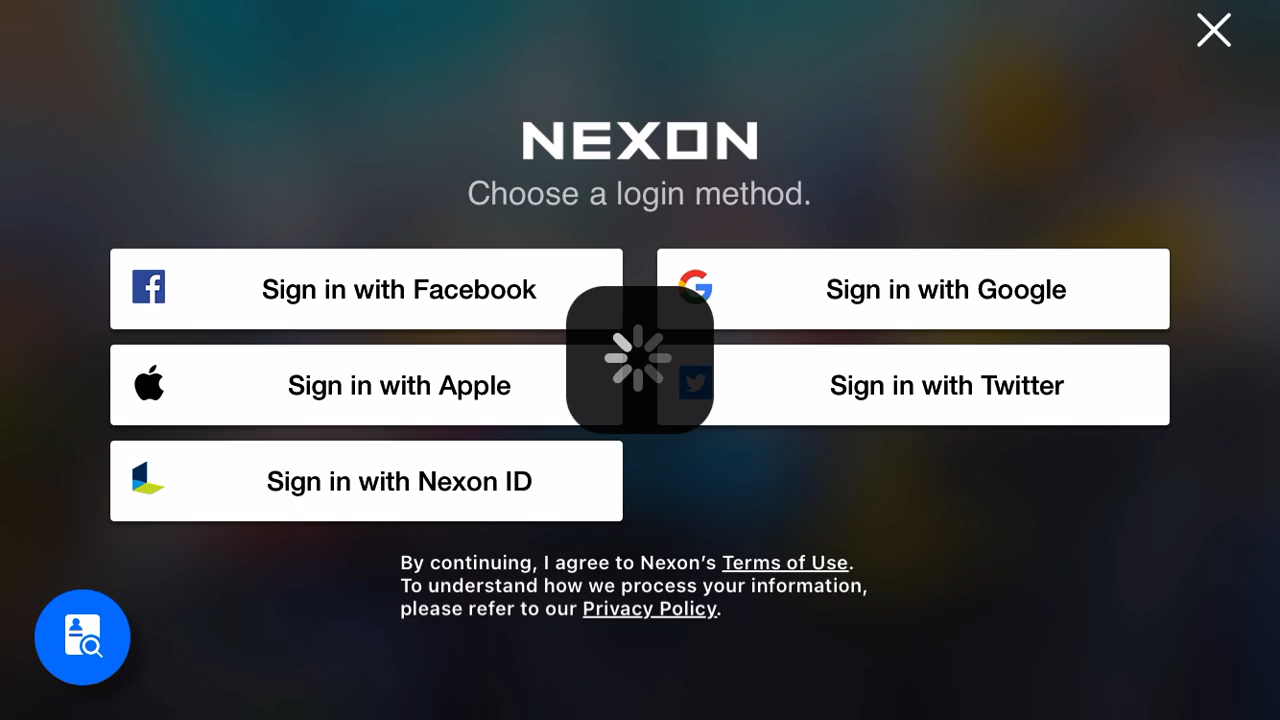 NEXON
Choose a login method.
Sign in with Facebook
Sign in with Google
Sign in with Apple
Sign in with Twitter
Sign in with Nexon ID
By continuing, I agree to Nexon’s Terms of Use.
To understand how we process your information,
please refer to our Privacy Policy.